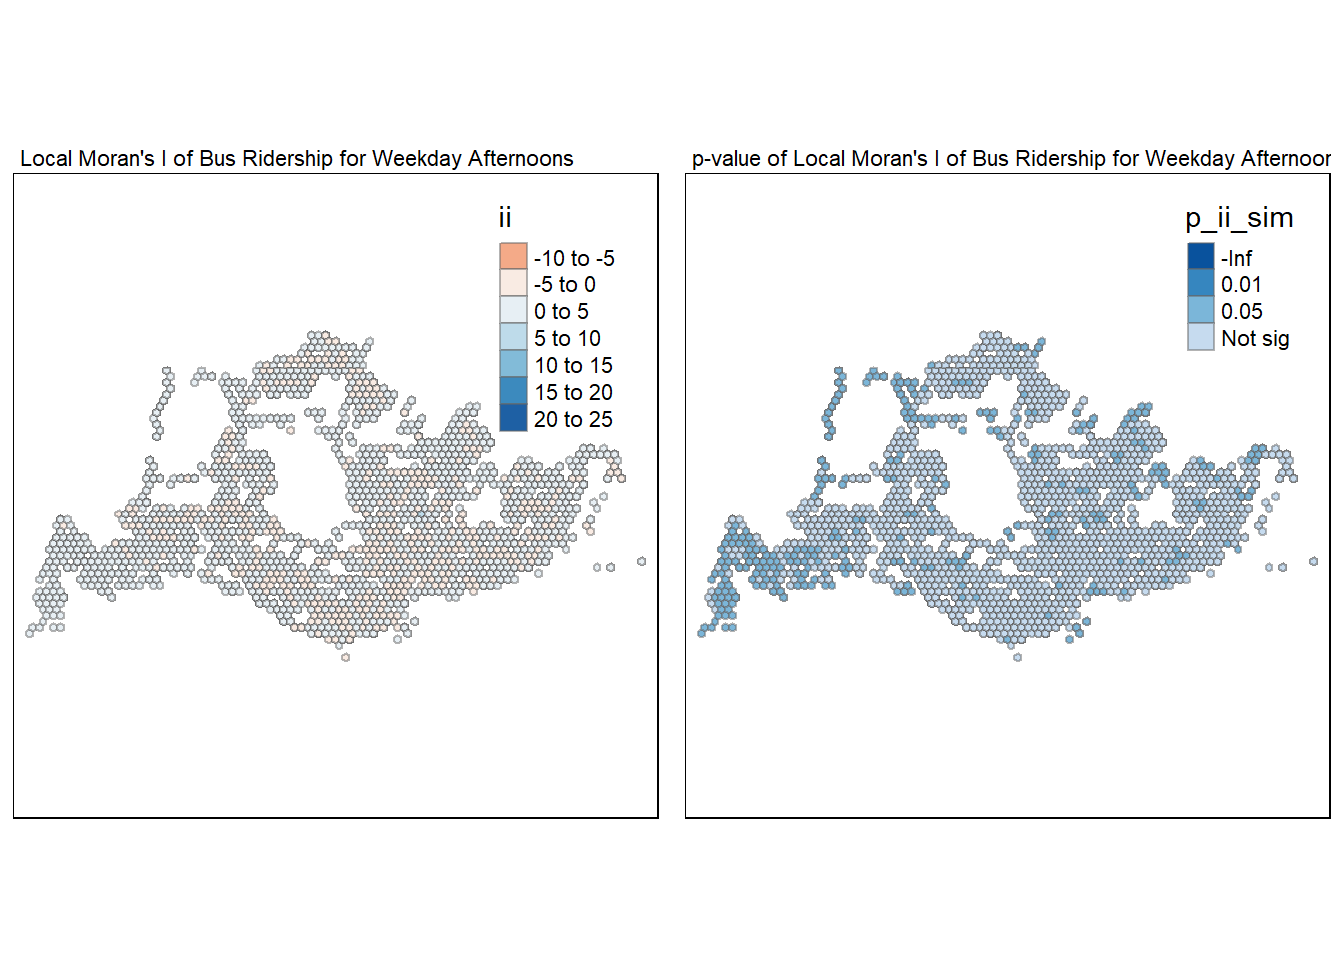 Local Moran's I of Bus Ridership for Weekday Afternoons
ii
-10 to -5
-5 to 0
0 to 5
5 to 10
10 to 15
15 to 20
20 to 25
p-value of Local Moran's I of Bus Ridership for Weekday Afternoon
p_ii_sim
-Inf
0.01
0.05
Not sig